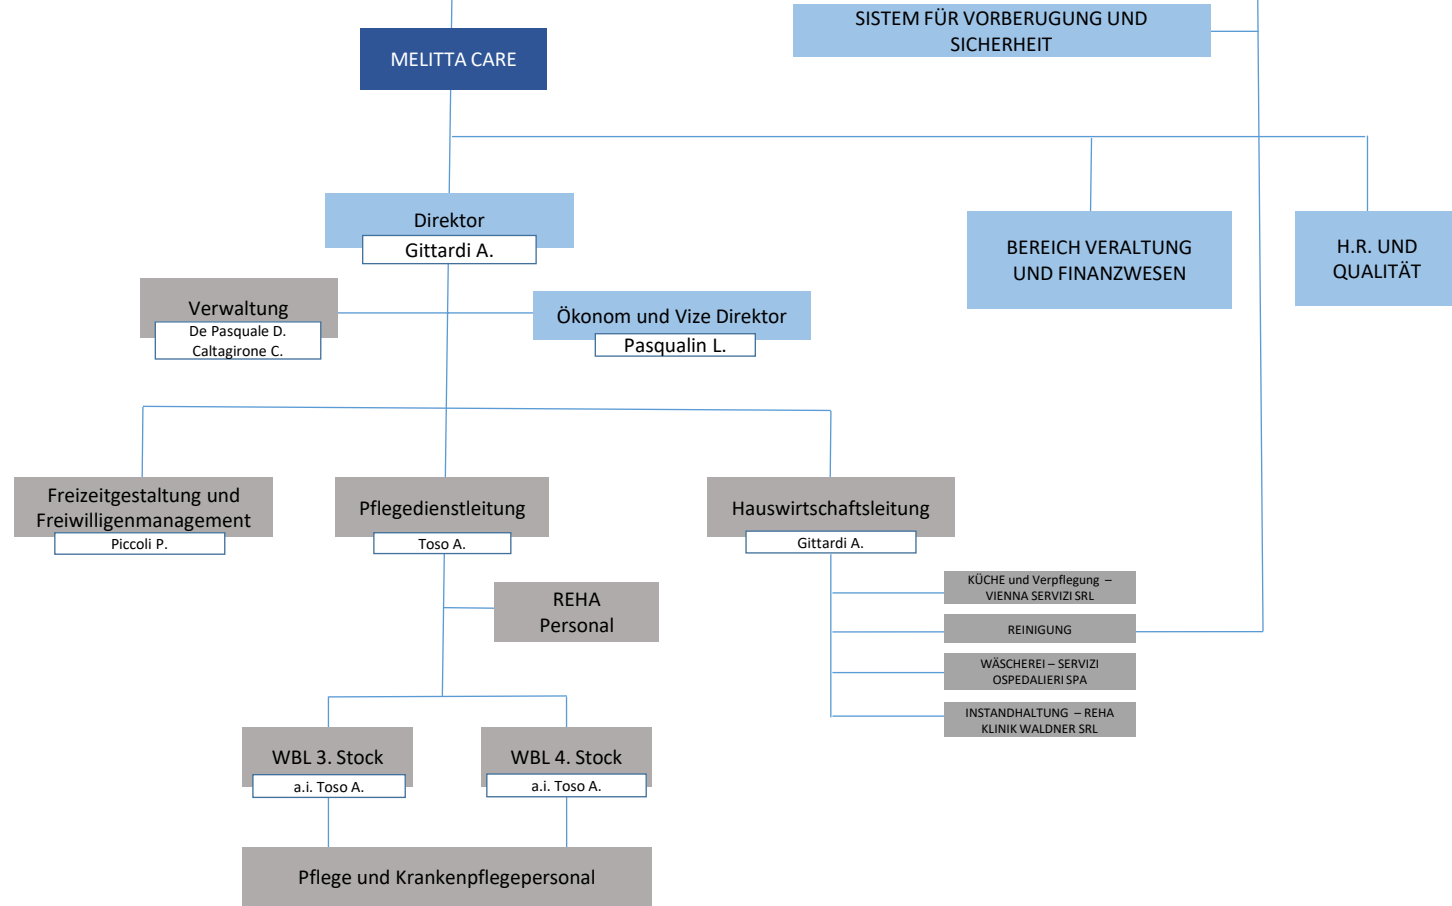 SISTEM FÜR VORBERUGUNG UND
SICHERHEIT
MELITTA CARE
Direktor
Gittardi A.
BEREICH VERALTUNG
UND FINANZWESEN
H.R. UND
QUALITÄT
Verwaltung
De Pasquale D.
Caltagirone C.
Ökonom und Vize Direktor
Pasqualin L.
Freizeitgestaltung und
Freiwilligenmanagement
Piccoli P.
Pflegedienstleitung
Toso A.
Hauswirtschaftsleitung
Gittardi A.
KÜCHE und Verpflegung –
VIENNA SERVIZI SRL
REHA
Personal
REINIGUNG
WÄSCHEREI – SERVIZI
OSPEDALIERI SPA
INSTANDHALTUNG – REHA
KLINIK WALDNER SRL
WBL 3. Stock
a.i. Toso A.
WBL 4. Stock
a.i. Toso A.
Pflege und Krankenpflegepersonal